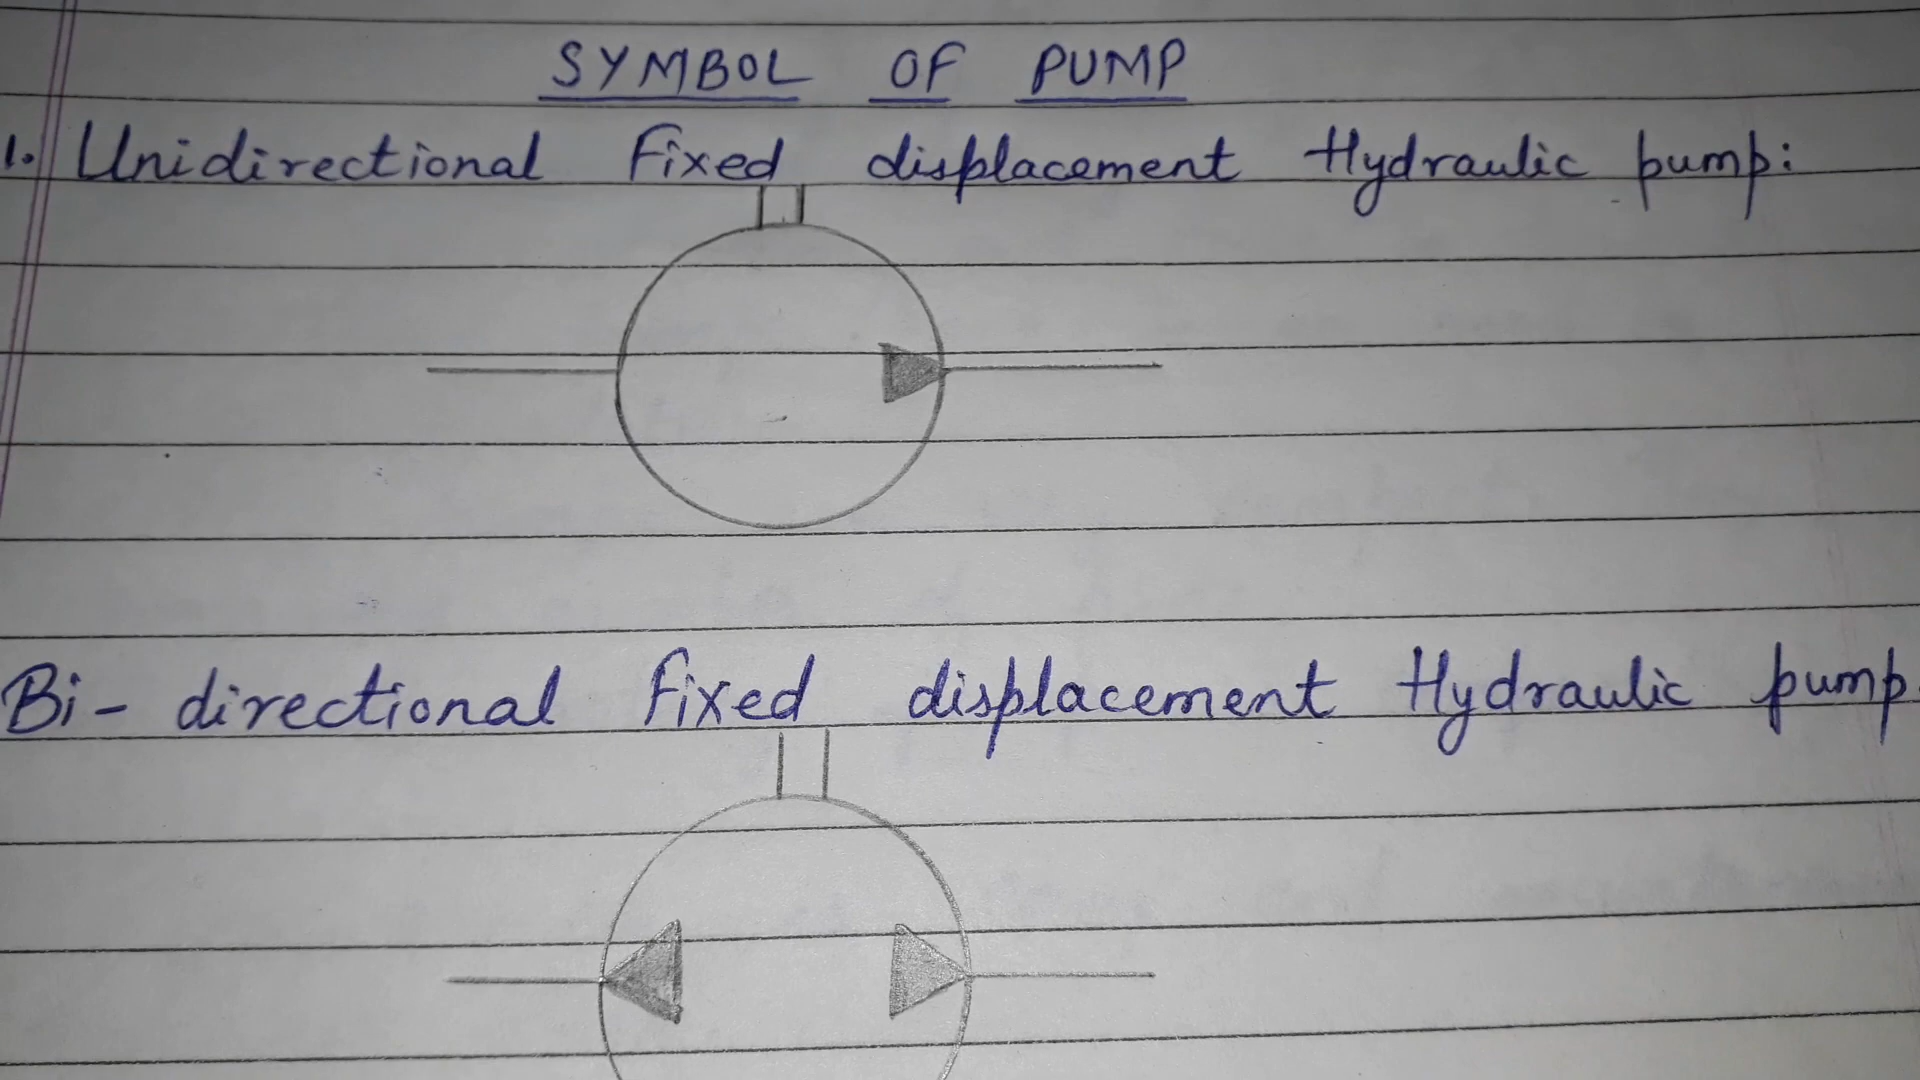 SYMBOL OF PUMP
1. Unidirectional Fixed displacement Hydraulic pump:
Bi-directional fixed displacement Hydraulic pump.